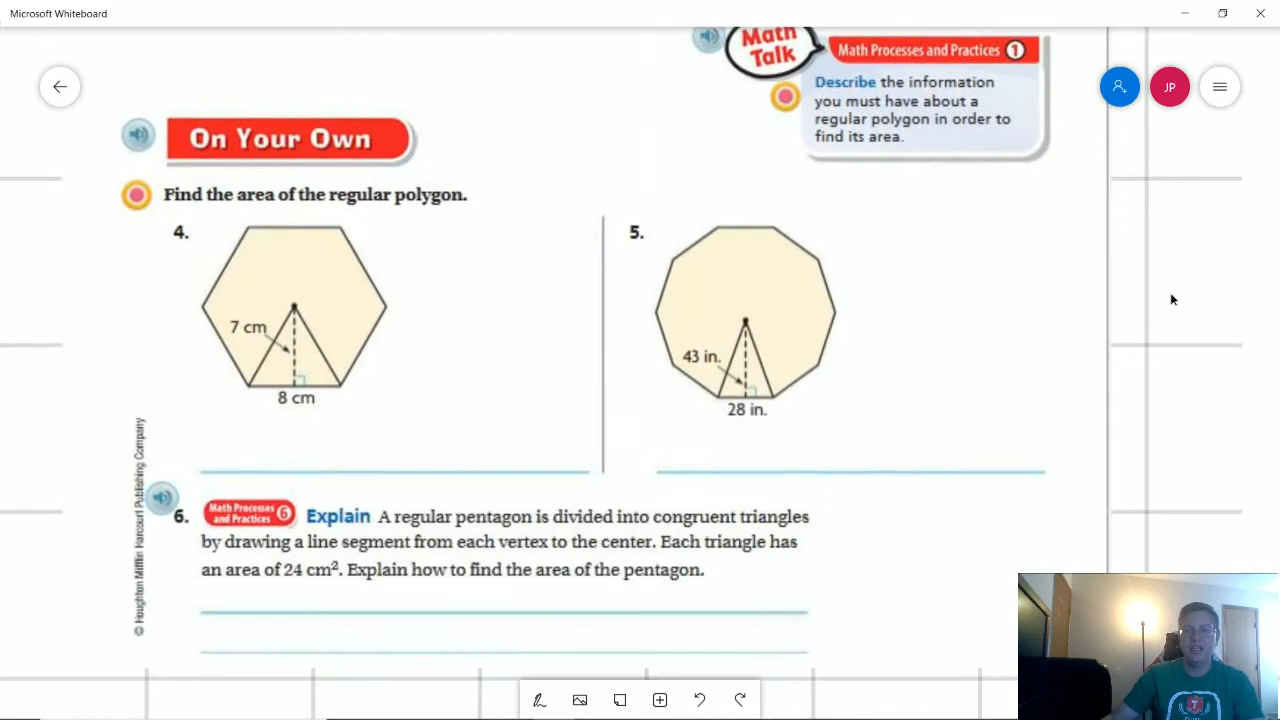 Microsoft Whiteboard
Math
Talk
Math Processes and Practices 1
Describe the information
you must have about a
regular polygon in order to
find its area.
JP
On Your Own
Find the area of the regular polygon.
4.
7 cm
8 cm
5.
43 in.
28 in.
© Houghton Mifflin Harcourt Publishing Company
6. Math Processes and Practices 6 Explain A regular pentagon is divided into congruent triangles
by drawing a line segment from each vertex to the center. Each triangle has
an area of 24 cm². Explain how to find the area of the pentagon.